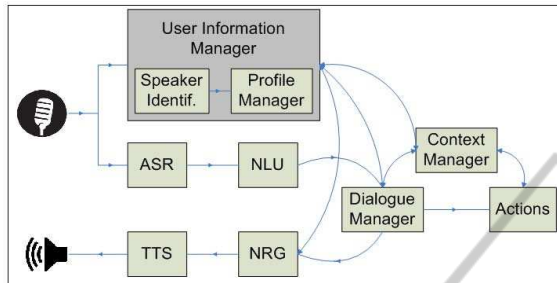 User Information
Manager
Speaker
Identif.
Profile
Manager
ASR
NLU
Context
Manager
Dialogue
Manager
Actions
TTS
NRG